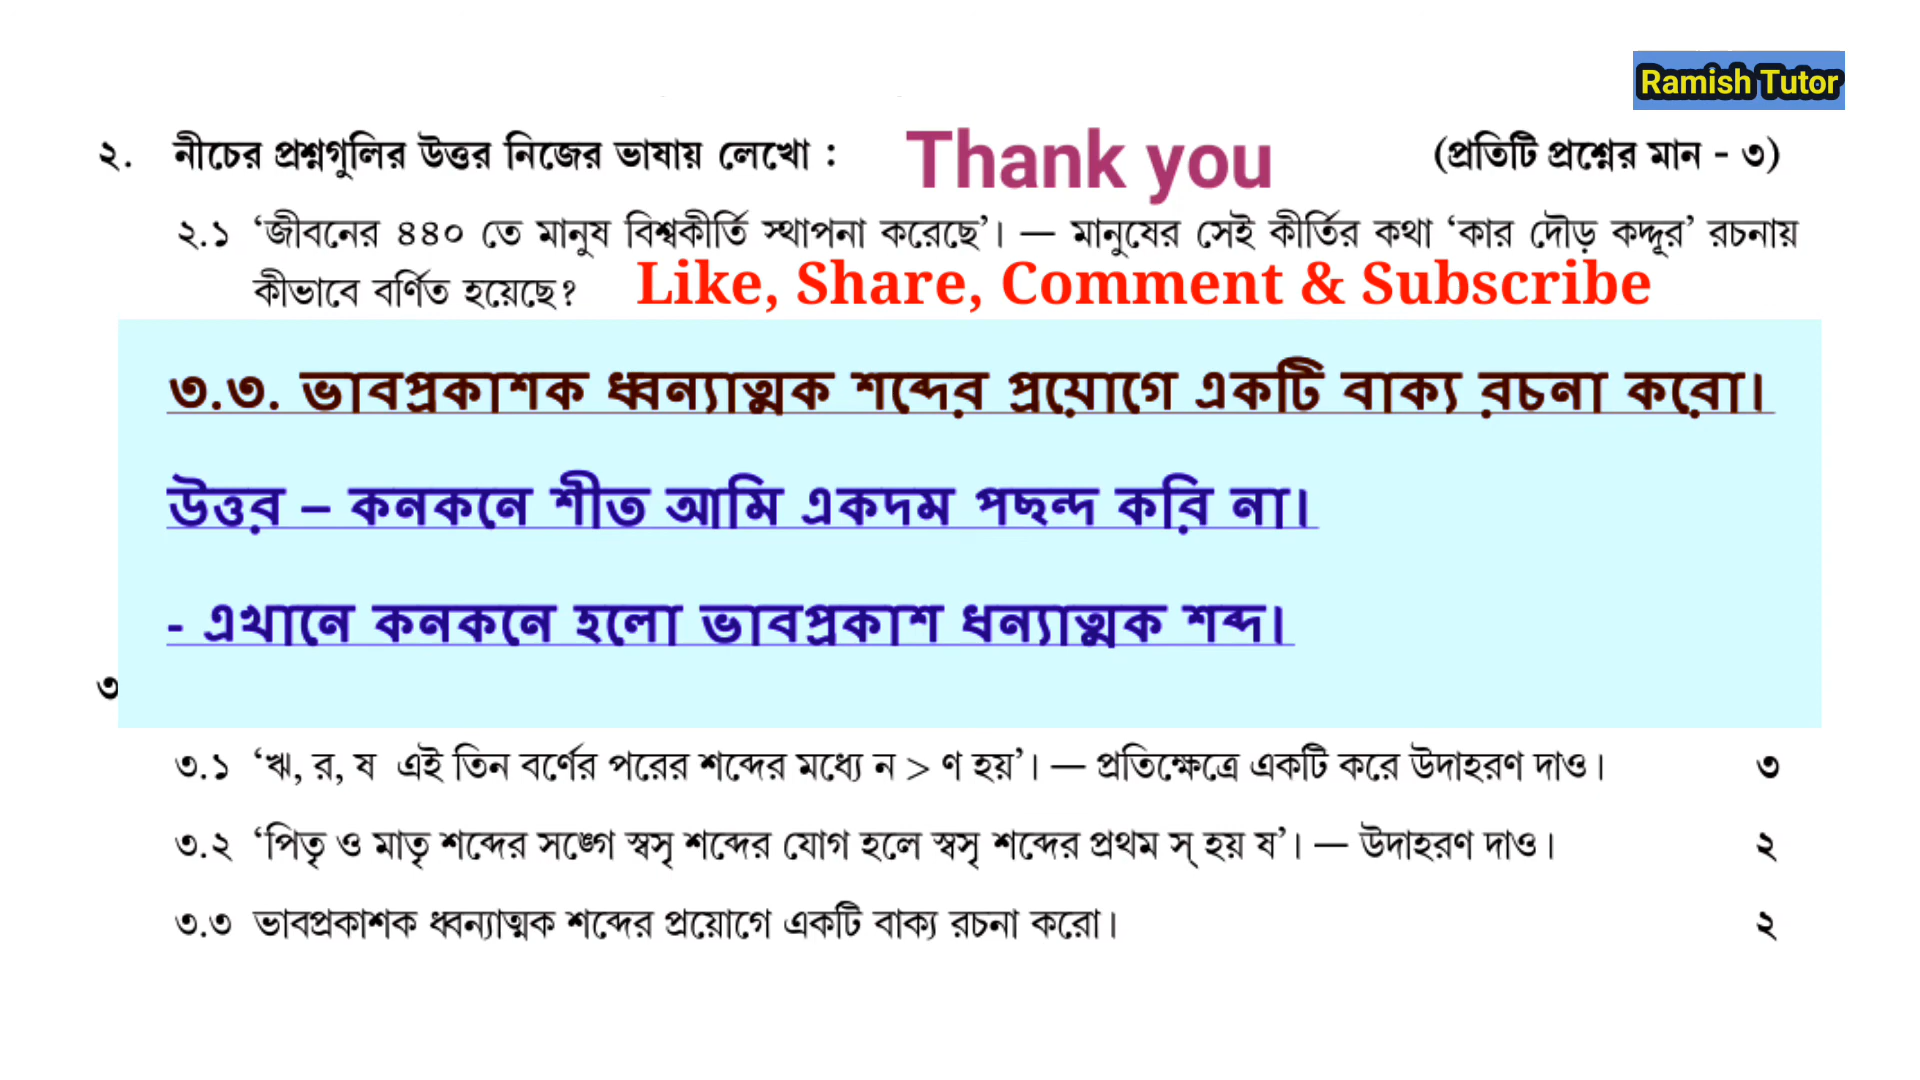 Ramish Tutor
২. নীচের প্রশ্নগুলির উত্তর নিজের ভাষায় লেখো : Thank you (প্রতিটি প্রশ্নের মান - ৩)
২.১ ‘জীবনের ৪৪০ তে মানুষ বিশ্বকীর্তি স্থাপনা করেছে’। — মানুষের সেই কীর্তির কথা ‘কার দৌড় কদ্দূর’ রচনায়
কীভাবে বর্ণিত হয়েছে? Like, Share, Comment & Subscribe
৩.৩. ভাবপ্রকাশক ধ্বন্যাত্মক শব্দের প্রযোগে একটি বাক্য রচনা করো।
উত্তর – কনকনে শীত আমি একদম পছন্দ করি না।
- এখানে কনকনে হলো ভাবপ্রকাশ ধন্যাত্মক শব্দ।
৩
৩.১ ‘ঋ, র, ষ এই তিন বর্ণের পরের শব্দের মধ্যে ন > ণ হয়’। — প্রতিক্ষেত্রে একটি করে উদাহরণ দাও। ৩
৩.২ ‘পিতৃ ও মাতৃ শব্দের সঙ্গে স্বসৃ শব্দের যোগ হলে স্বসৃ শব্দের প্রথম স্ হয় ষ’। — উদাহরণ দাও। ২
৩.৩ ভাবপ্রকাশক ধ্বন্যাত্মক শব্দের প্রয়োগে একটি বাক্য রচনা করো। ২